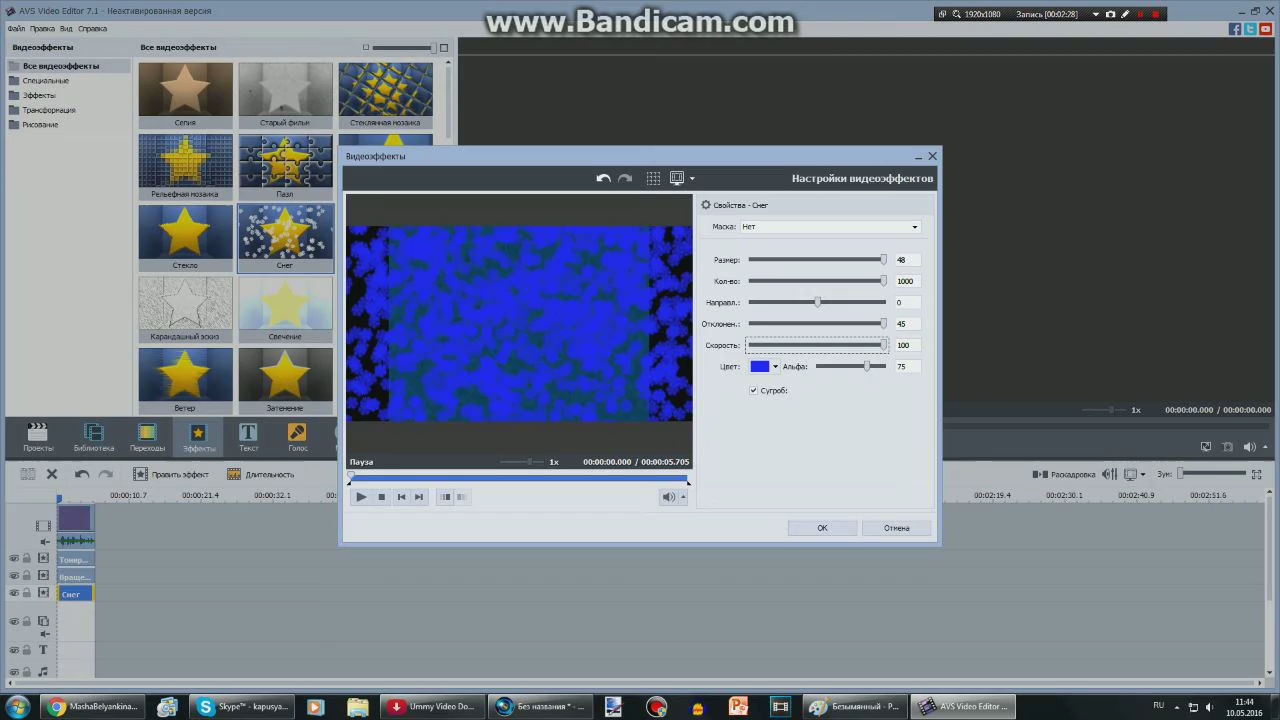 AVS Video Editor 7.1 - Неактивированная версия
www.Bandicam.com
1920x1080
Запись [00:02:28]
Файл Правка Вид Справка
Видеоэффекты
Все видеоэффекты
Все видеоэффекты
Специальные
Эффекты
Трансформация
Рисование
Сепия
Старый фильм
Стеклянная мозаика
Рельефная мозаика
Пазл
Стекло
Снег
Карандашный эскиз
Свечение
Ветер
Затенение
Видеоэффекты
Настройки видеоэффектов
Свойства - Снег
Маска: Нет
Размер: 48
Кол-во: 1000
Направл.: 0
Отклонен.: 45
Скорость: 100
Цвет: Альфа: 75
Сугроб:
Пауза
1x
00:00:00.000 / 00:00:05.705
OK
Отмена
1x
00:00:00.000 / 00:00:00.000
Проекты
Библиотека
Переходы
Эффекты
Текст
Голос
Править эффект
Длительность
Раскадровка
Зум:
00:00:10.7
00:00:21.4
00:00:32.1
00:02:19.4
00:02:30.1
00:02:40.9
00:02:51.6
Тонир...
Враще...
Снег
T
MashaBelyankina...
Skype™ - kapusya...
Ummy Video Do...
Без названия * - ...
Безымянный - P...
AVS Video Editor ...
RU
11:44
10.05.2016